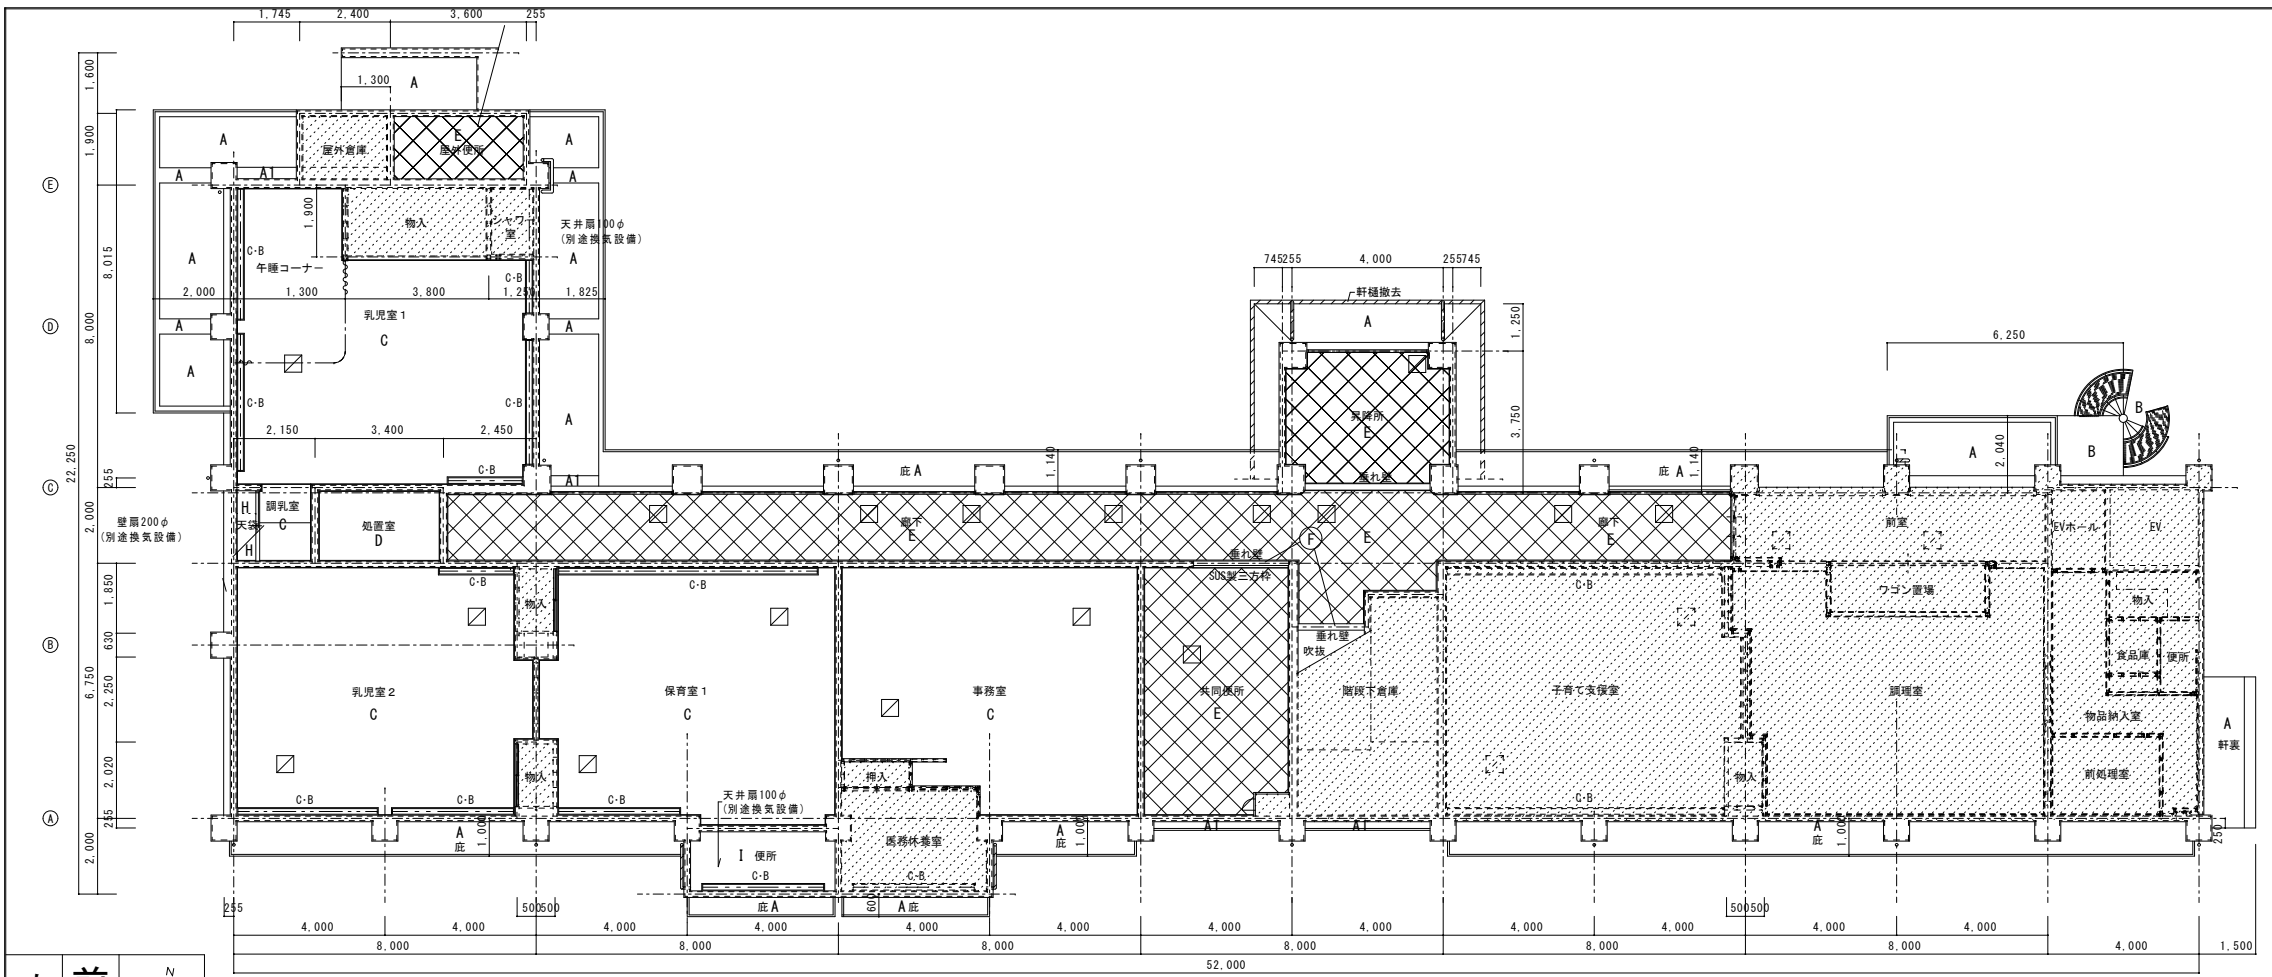 1,745 2,400 3,600 255
1,600
1,300
A
1,900
A
屋外倉庫
E
屋外便所
A
A
A1
A
E
8,015
A
C·B
1,900
物入
シャワー
室
天井扇100φ
(別途換気設備)
A
午睡コーナー
C·B
2,000 1,300 3,800 1,825
745 255 4,000 255 745
軒樋撤去
A
1,250
D
8,000
A
乳児室1
A
C
A
6,250
C·B
C·B
A
3,750
昇降所
E
B
2,150 3,400 2,450
22,250
C·B
庇A
1,140
庇A
1,140
A
2,040
B
A1
垂れ壁
C
255
2,000
壁扇200φ
(別途換気設備)
H
天袋
H
調乳室
C
処置室
D
廊下
E
E
F
廊下
E
前室
EVホール
EV
垂れ壁
SUS製三方枠
C·B
C·B
C·B
1,850
物入
ワゴン置場
物入
B
630
垂れ壁
吹抜
食品庫
便所
6,750
2,250
乳児室2
C
保育室1
C
事務室
C
共同便所
E
階段下倉庫
子育て支援室
調理室
物品納入室
A
軒裏
2,020
物入
押入
物入
前処理室
C·B
C·B
C·B
天井扇100φ
(別途換気設備)
C·B
A
255
A
庇
1,000
A
庇
1,000
A1
A1
A
庇
1,000
250
2,000
I 便所
医務休養室
C·B
C·B
庇A
A庇
600
255 500 500 500 500
4,000 4,000 4,000 4,000 4,000 4,000 4,000 4,000 4,000 4,000 4,000 4,000
8,000 8,000 8,000 8,000 8,000 8,000 4,000 1,500
52,000
N